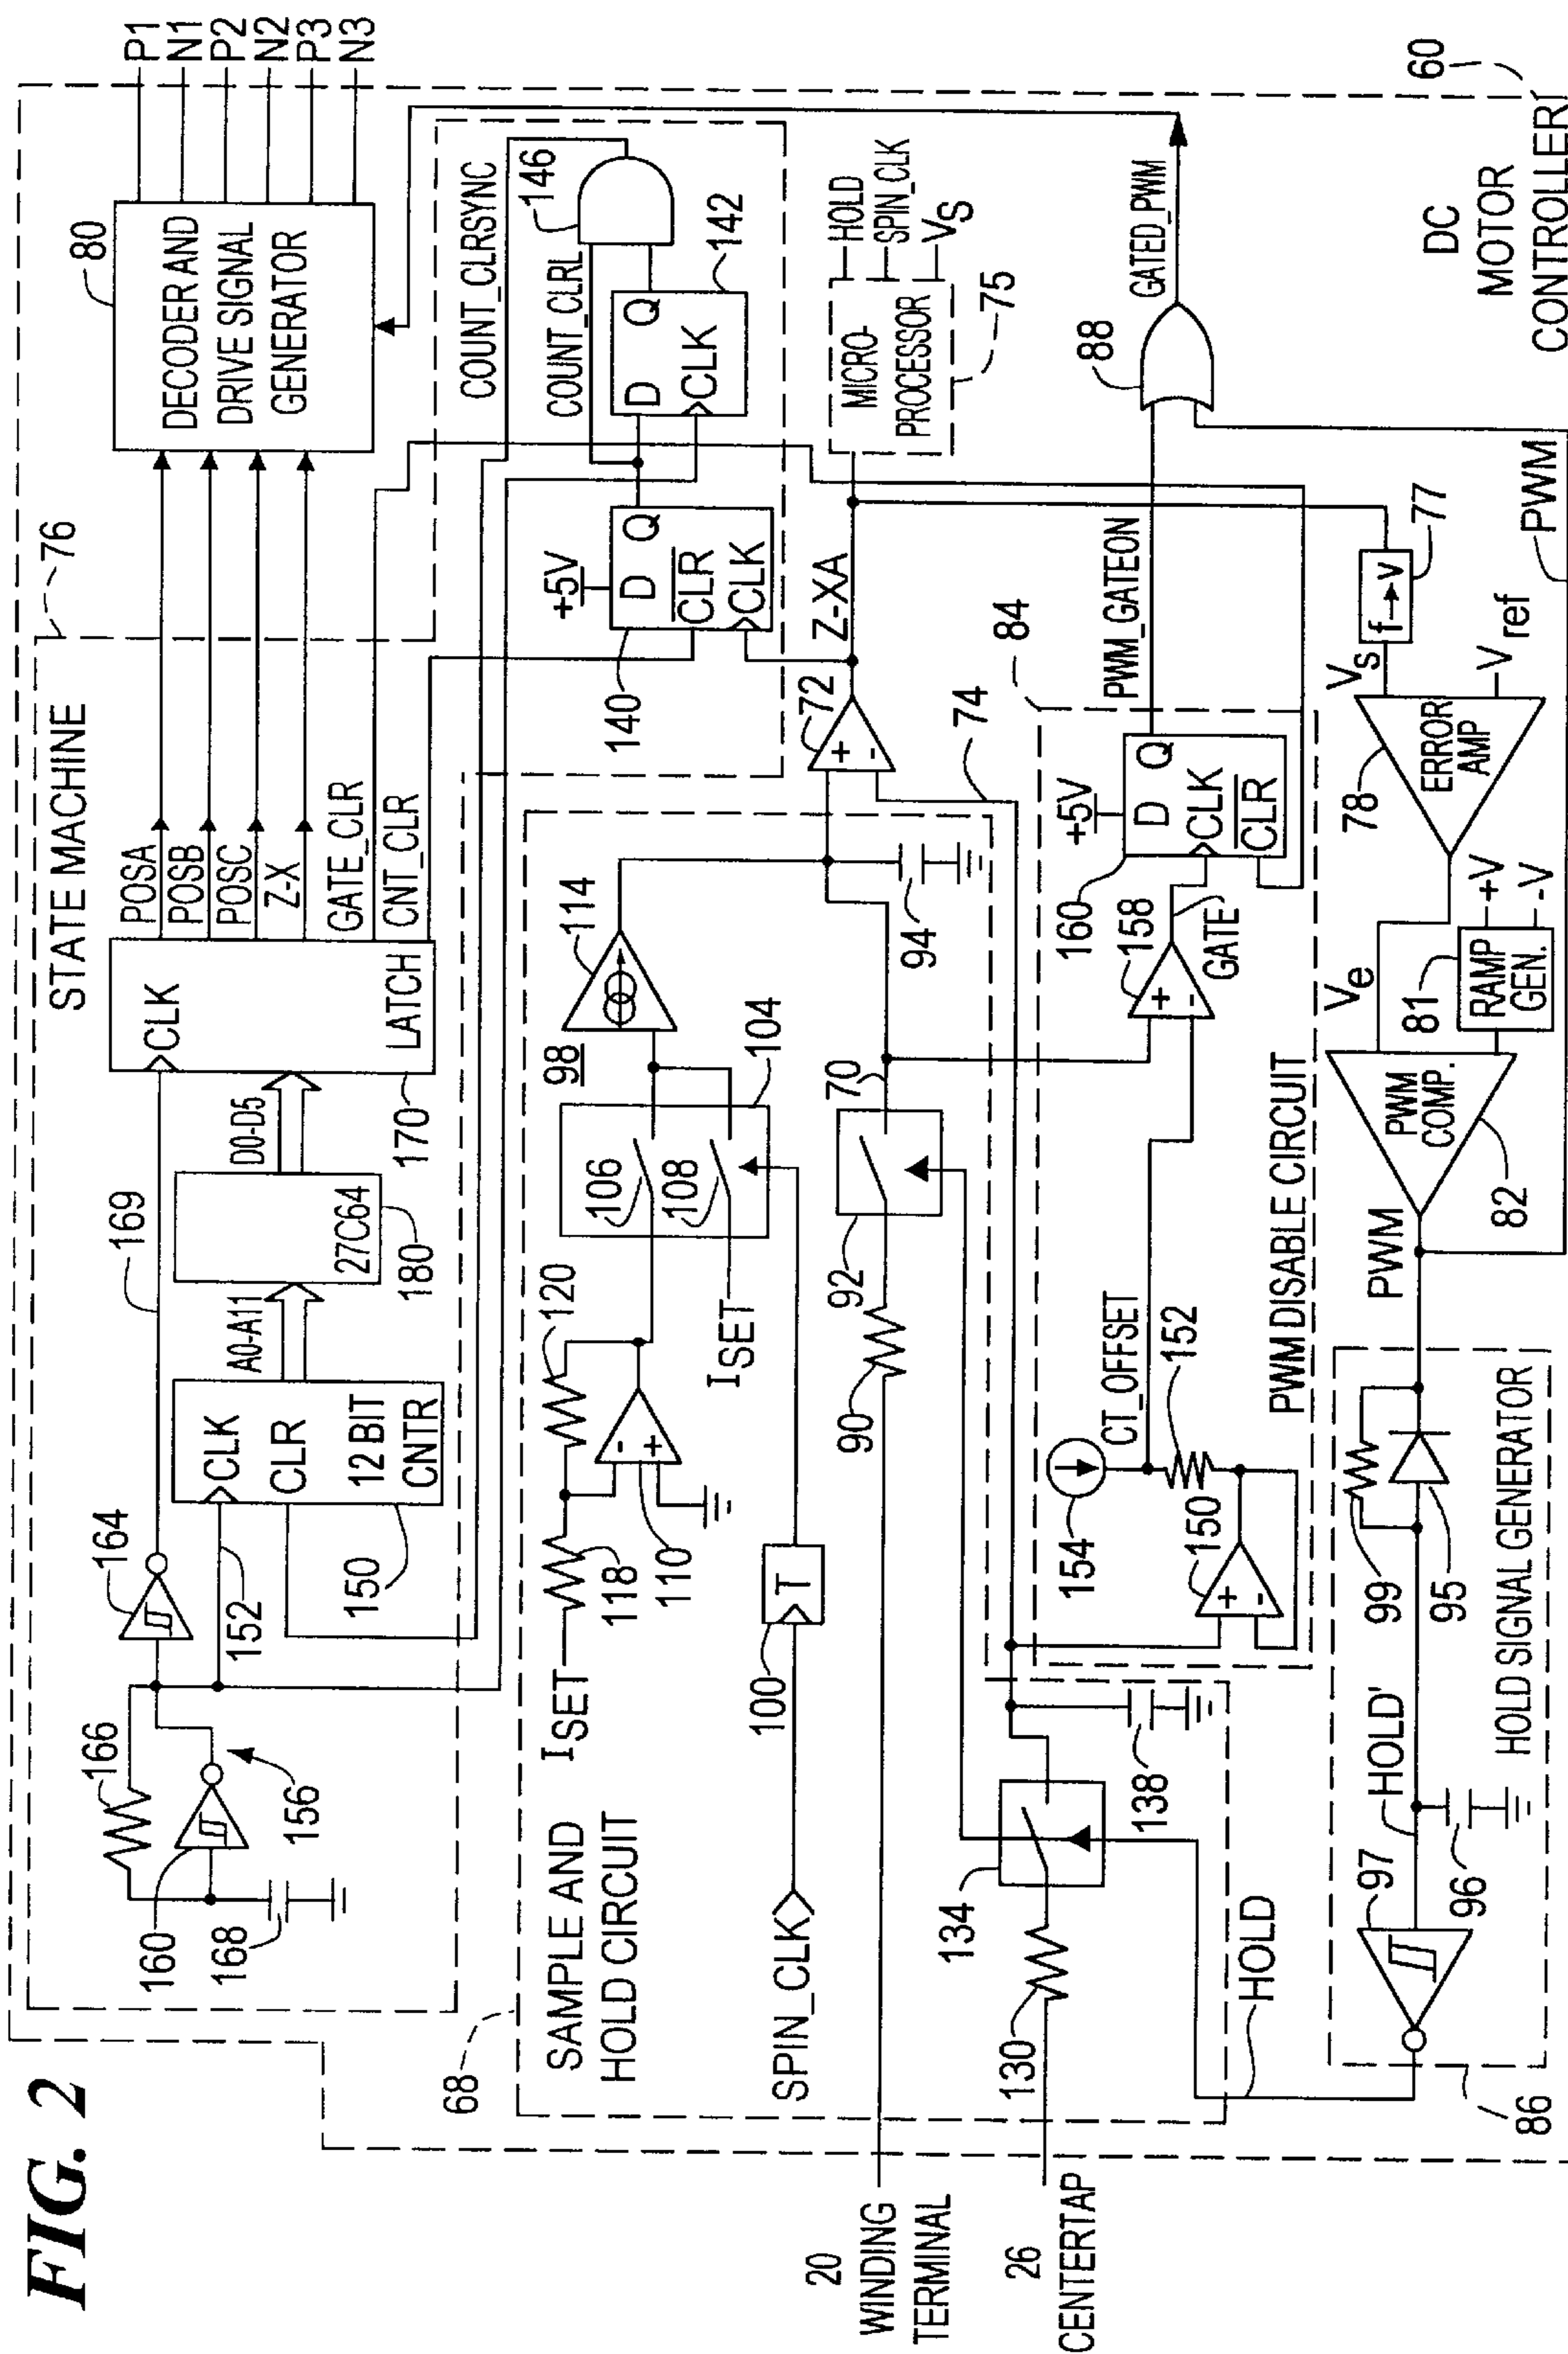 FIG. 2
STATE MACHINE
76
166
160
168
156
164
152
169
CLK
CLR
12 BIT
CNTR
150
A0-A11
27C64
180
D0-D5
CLK
LATCH
170
POSA
POSB
POSC
Z-X
GATE_CLR
CNT_CLR
80
DECODER AND
DRIVE SIGNAL
GENERATOR
P1
N1
P2
N2
P3
N3
COUNT_CLRSYNC
COUNT_CLRL
146
+5V
D
Q
CLR
CLK
140
D
Q
CLK
142
SAMPLE AND
HOLD CIRCUIT
68
ISET
118
120
-
+
110
106
108
ISET
98
104
114
94
SPIN_CLK
100
T
20
WINDING
TERMINAL
90
92
70
72
+
-
Z-XA
MICRO-
PROCESSOR
75
HOLD
SPIN_CLK
VS
26
CENTERTAP
130
134
138
74
84
HOLD
154
CT_OFFSET
152
150
+
-
PWM DISABLE CIRCUIT
158
+
-
GATE
160
+5V
D
Q
CLK
CLR
PWM_GATEON
88
GATED_PWM
DC
MOTOR
CONTROLLER
60
86
97
96
HOLD'
99
95
HOLD SIGNAL GENERATOR
PWM
82
PWM
COMP.
Ve
81
RAMP
GEN.
+V
-V
78
ERROR
AMP
Vs
Vref
f→v
77
PWM